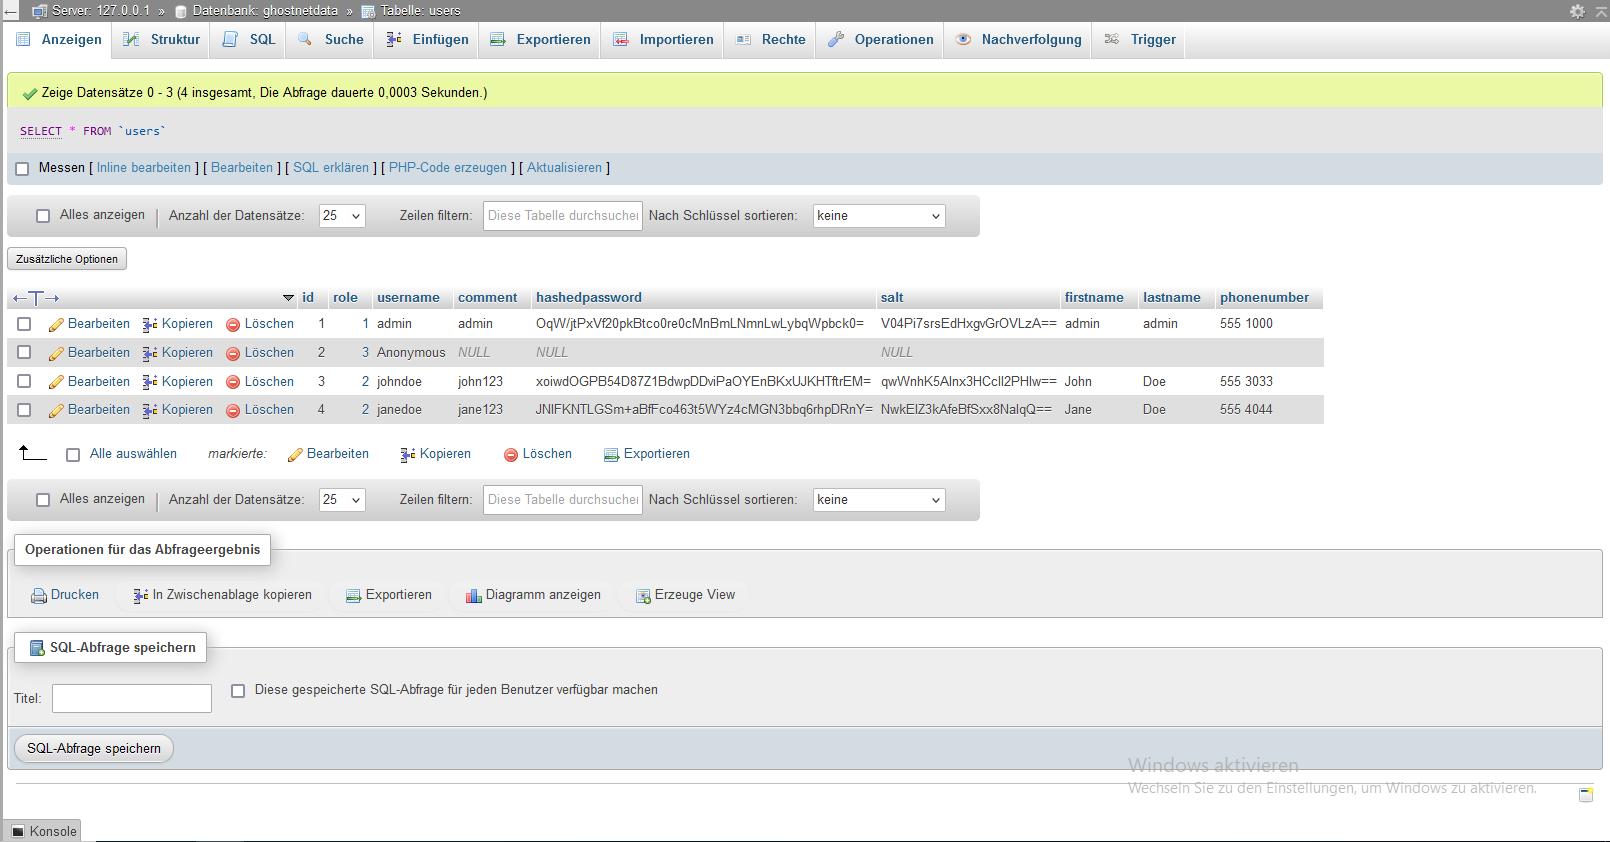 Server: 127.0.0.1 » Datenbank: ghostnetdata » Tabelle: users
Anzeigen Struktur SQL Suche Einfügen Exportieren Importieren Rechte Operationen Nachverfolgung Trigger
Zeige Datensätze 0 - 3 (4 insgesamt, Die Abfrage dauerte 0,0003 Sekunden.)
SELECT * FROM `users`
Messen [ Inline bearbeiten ] [ Bearbeiten ] [ SQL erklären ] [ PHP-Code erzeugen ] [ Aktualisieren ]
Alles anzeigen Anzahl der Datensätze: 25 Zeilen filtern: Diese Tabelle durchsuchen Nach Schlüssel sortieren: keine
Zusätzliche Optionen
id role username comment hashedpassword salt firstname lastname phonenumber
Bearbeiten Kopieren Löschen 1 1 admin admin OqW/jtPxVf20pkBtco0re0cMnBmLNmnLwLybqWpbck0= V04Pi7srsEdHxgvGrOVLzA== admin admin 555 1000
Bearbeiten Kopieren Löschen 2 3 Anonymous NULL NULL NULL
Bearbeiten Kopieren Löschen 3 2 johndoe john123 xoiwdOGPB54D87Z1BdwpDDviPaOYEnBKxUJKHTftrEM= qwWnhK5AInx3HCcIl2PHIw== John Doe 555 3033
Bearbeiten Kopieren Löschen 4 2 janedoe jane123 JNIFKNTLGSm+aBfFco463t5WYz4cMGN3bbq6rhpDRnY= NwkEIZ3kAfeBfSxx8NalqQ== Jane Doe 555 4044
Alle auswählen markierte: Bearbeiten Kopieren Löschen Exportieren
Alles anzeigen Anzahl der Datensätze: 25 Zeilen filtern: Diese Tabelle durchsuchen Nach Schlüssel sortieren: keine
Operationen für das Abfrageergebnis
Drucken In Zwischenablage kopieren Exportieren Diagramm anzeigen Erzeuge View
SQL-Abfrage speichern
Titel: Diese gespeicherte SQL-Abfrage für jeden Benutzer verfügbar machen
SQL-Abfrage speichern
Windows aktivieren
Wechseln Sie zu den Einstellungen, um Windows zu aktivieren.
Konsole